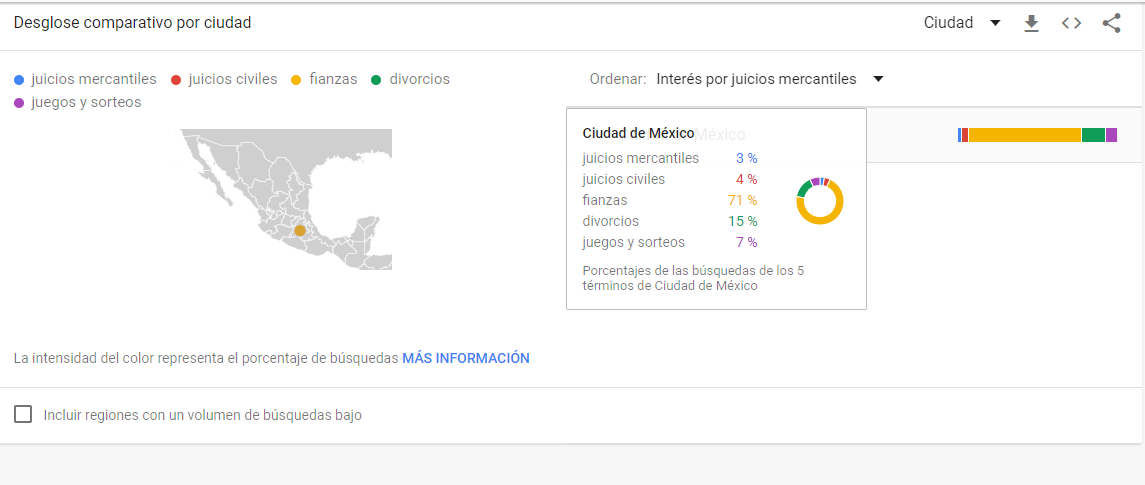 Desglose comparativo por ciudad
Ciudad
juicios mercantiles juicios civiles fianzas divorcios
juegos y sorteos
Ordenar: Interés por juicios mercantiles
Ciudad de México México
juicios mercantiles 3 %
juicios civiles 4 %
fianzas 71 %
divorcios 15 %
juegos y sorteos 7 %
Porcentajes de las búsquedas de los 5
términos de Ciudad de México
La intensidad del color representa el porcentaje de búsquedas MÁS INFORMACIÓN
Incluir regiones con un volumen de búsquedas bajo